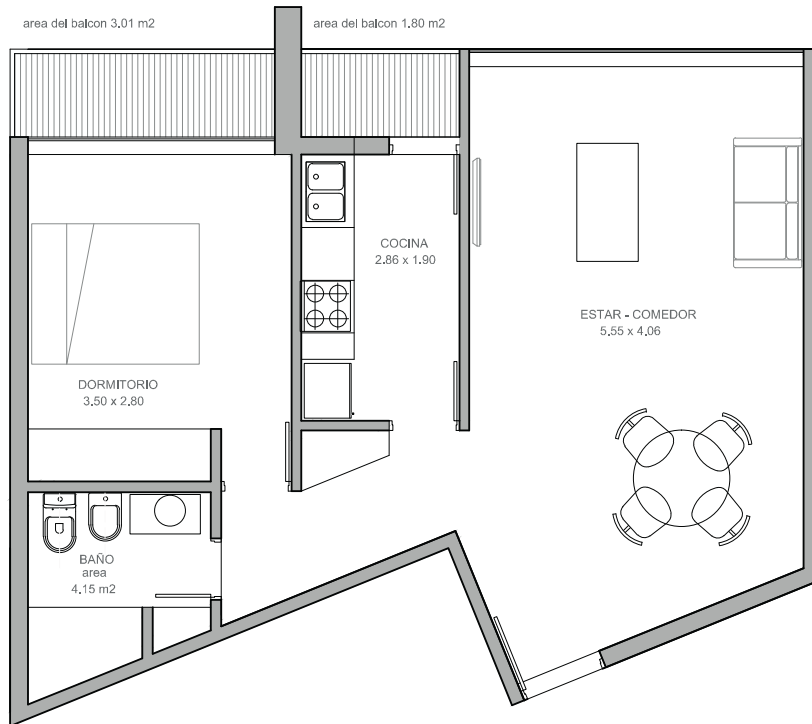 area del balcon 3.01 m2
area del balcon 1.80 m2
COCINA
2.86 x 1.90
ESTAR - COMEDOR
5.55 x 4.06
DORMITORIO
3.50 x 2.80
BAÑO
area
4.15 m2